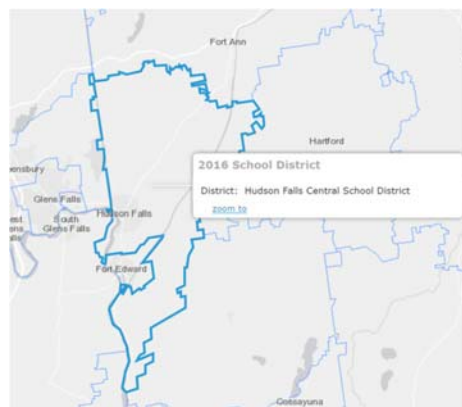 Fort Ann
Hartford
2016 School District
District: Hudson Falls Central School District
zoom to
Glens Falls
South
Glens Falls
Hudson Falls
Fort Edward
Cossayuna